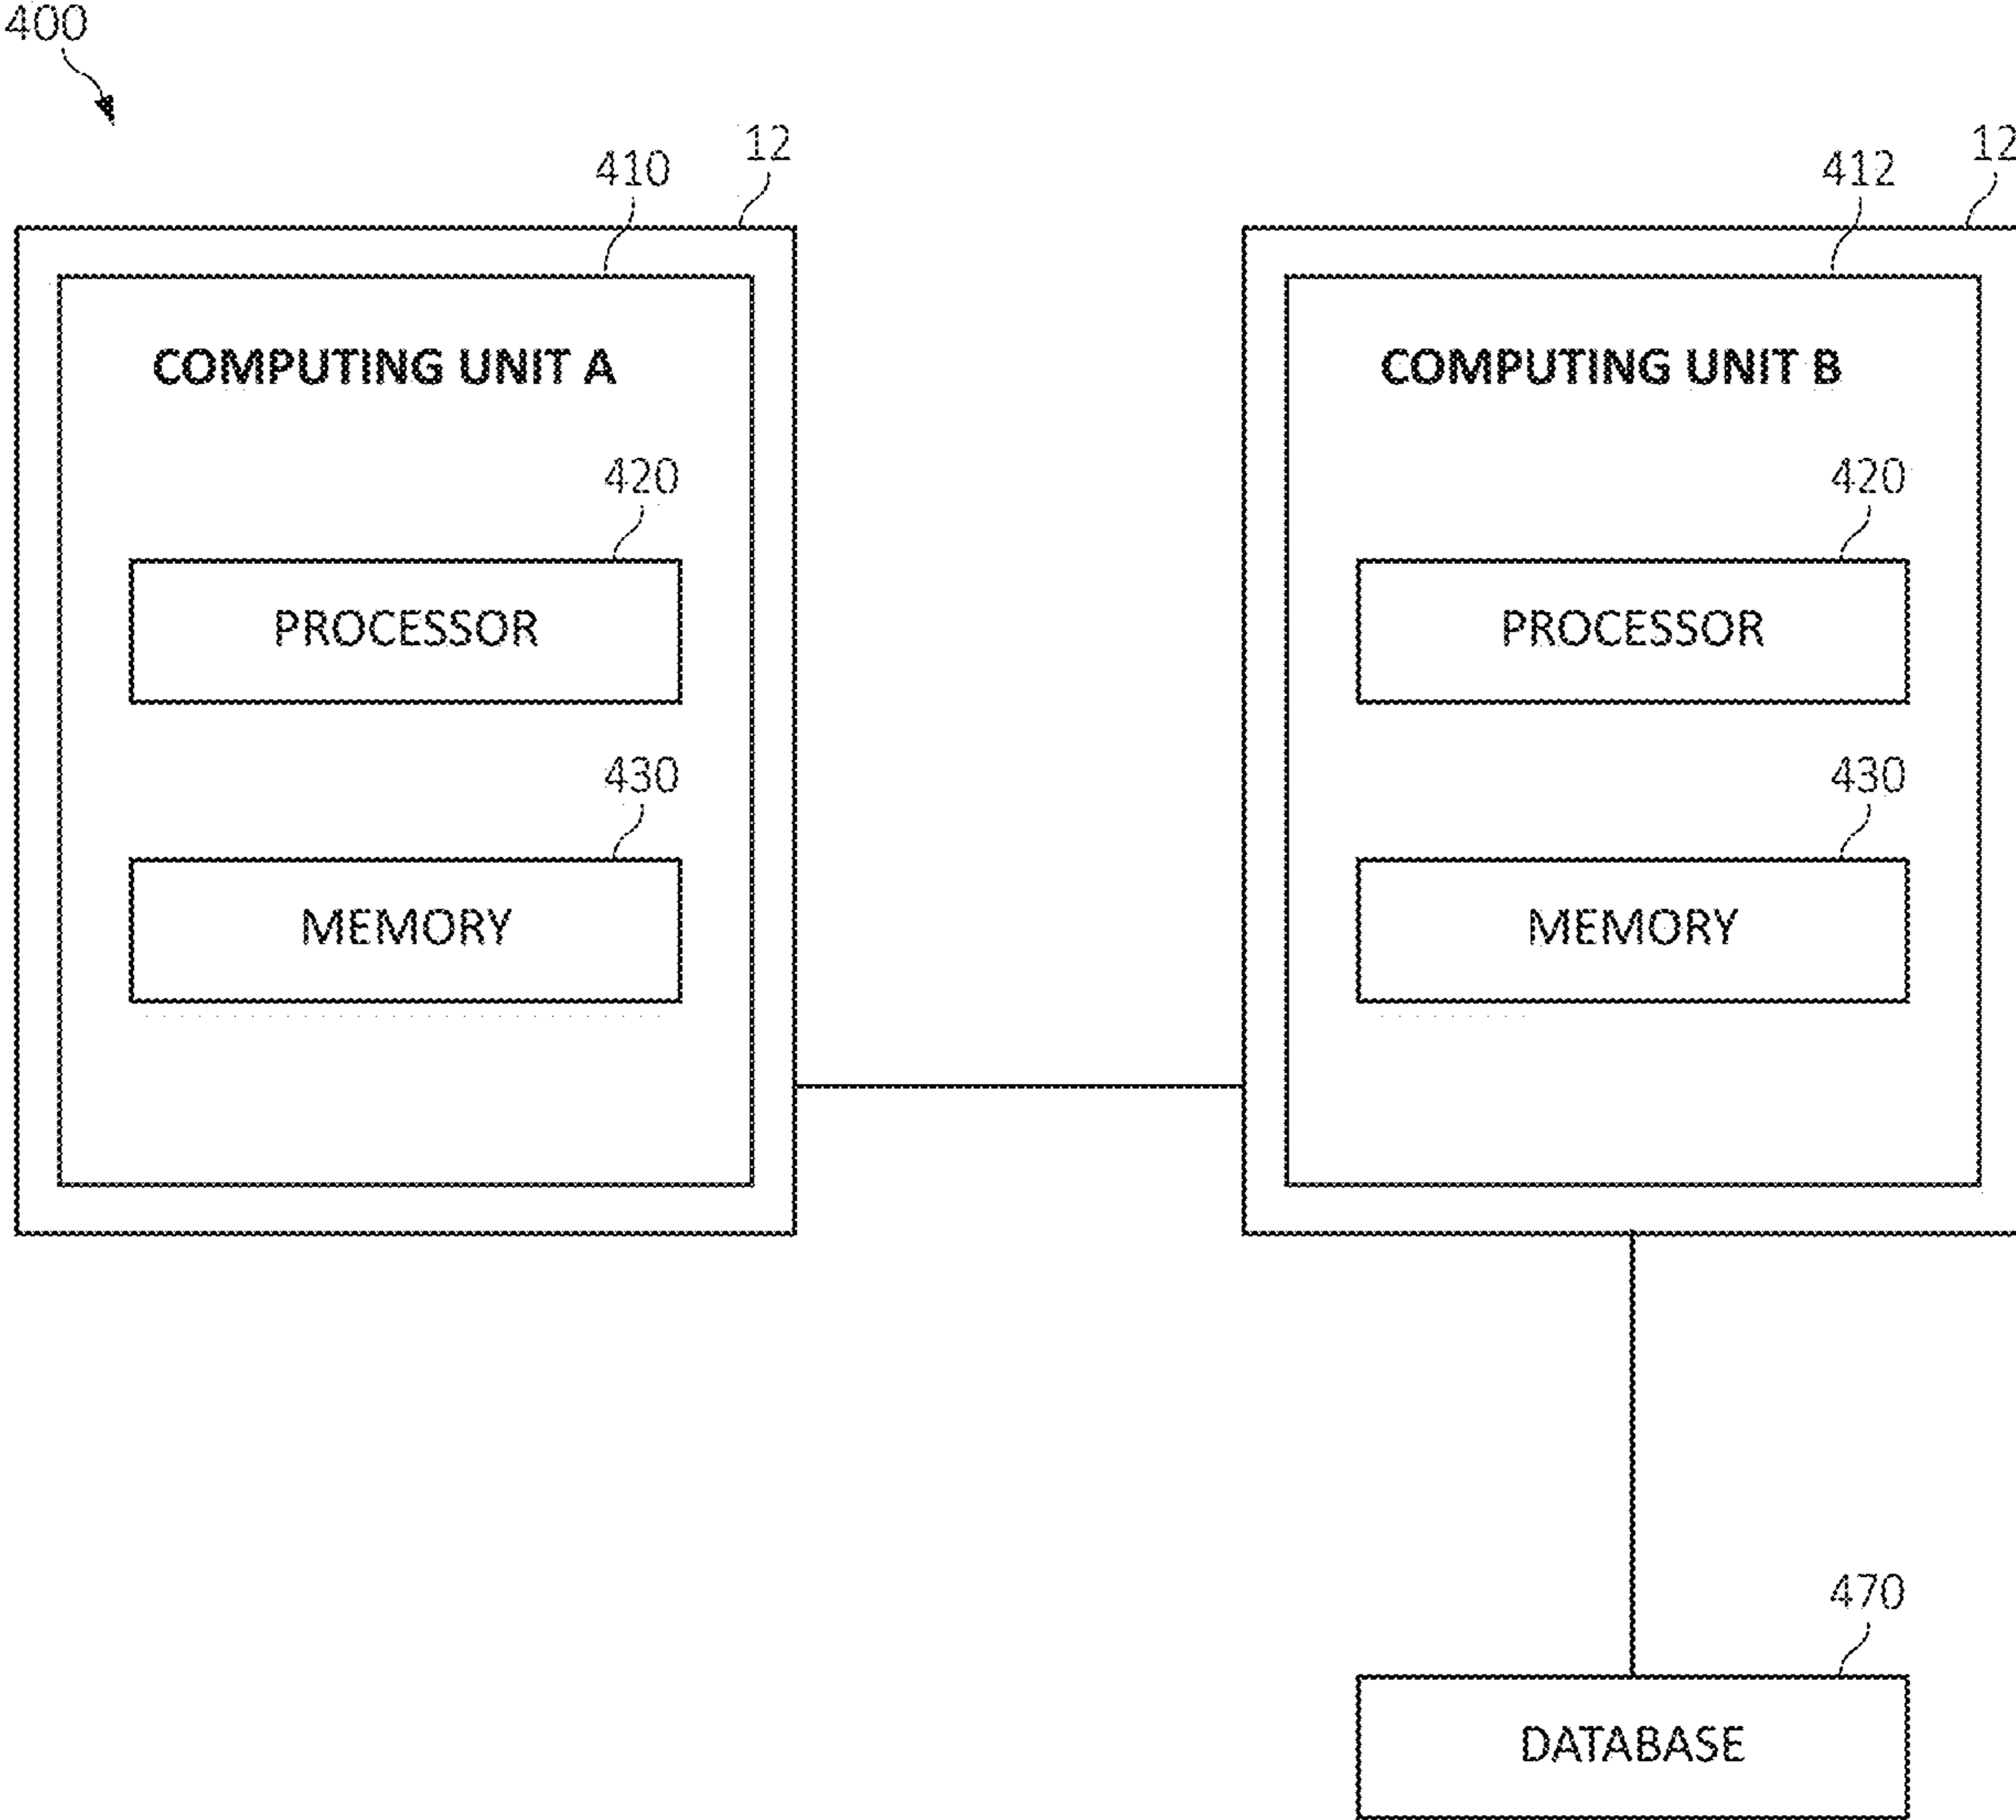 400
12
410
COMPUTING UNIT A
420
PROCESSOR
430
MEMORY
12
412
COMPUTING UNIT B
420
PROCESSOR
430
MEMORY
470
DATABASE